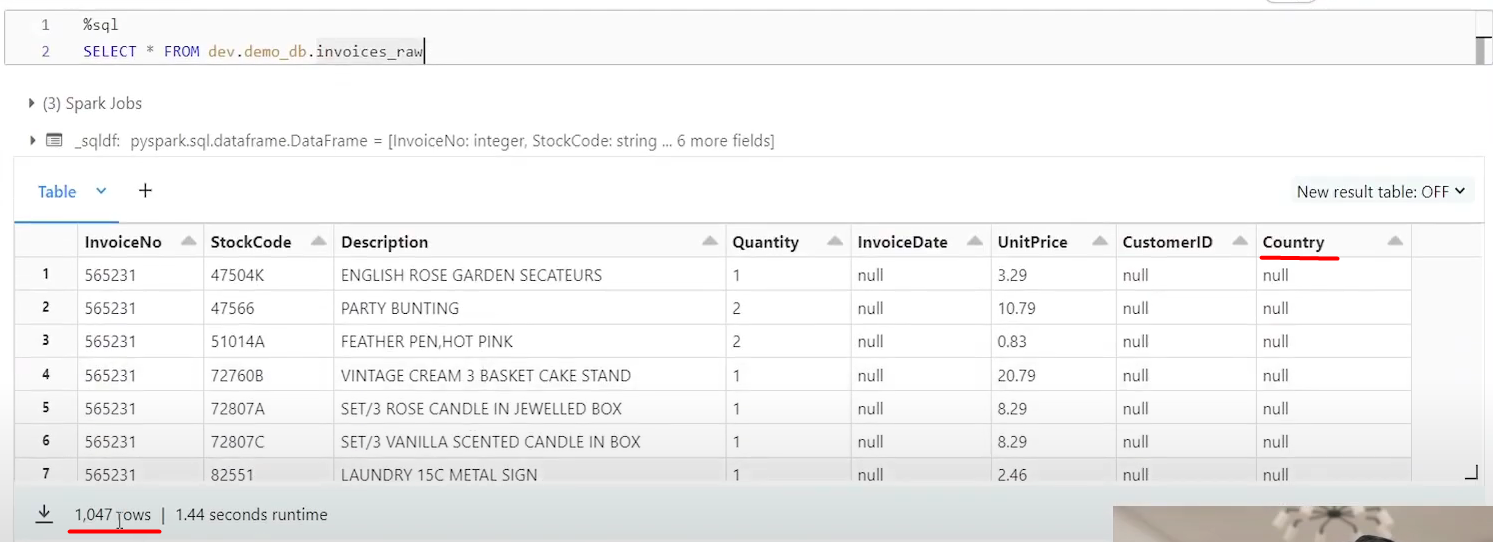 1 %sql
2 SELECT * FROM dev.demo_db.invoices_raw
(3) Spark Jobs
_sqldf: pyspark.sql.dataframe.DataFrame = [InvoiceNo: integer, StockCode: string ... 6 more fields]
Table + New result table: OFF
InvoiceNo StockCode Description Quantity InvoiceDate UnitPrice CustomerID Country
1 565231 47504K ENGLISH ROSE GARDEN SECATEURS 1 null 3.29 null null
2 565231 47566 PARTY BUNTING 2 null 10.79 null null
3 565231 51014A FEATHER PEN,HOT PINK 2 null 0.83 null null
4 565231 72760B VINTAGE CREAM 3 BASKET CAKE STAND 1 null 20.79 null null
5 565231 72807A SET/3 ROSE CANDLE IN JEWELLED BOX 1 null 8.29 null null
6 565231 72807C SET/3 VANILLA SCENTED CANDLE IN BOX 1 null 8.29 null null
7 565231 82551 LAUNDRY 15C METAL SIGN 1 null 2.46 null null
1,047 rows | 1.44 seconds runtime